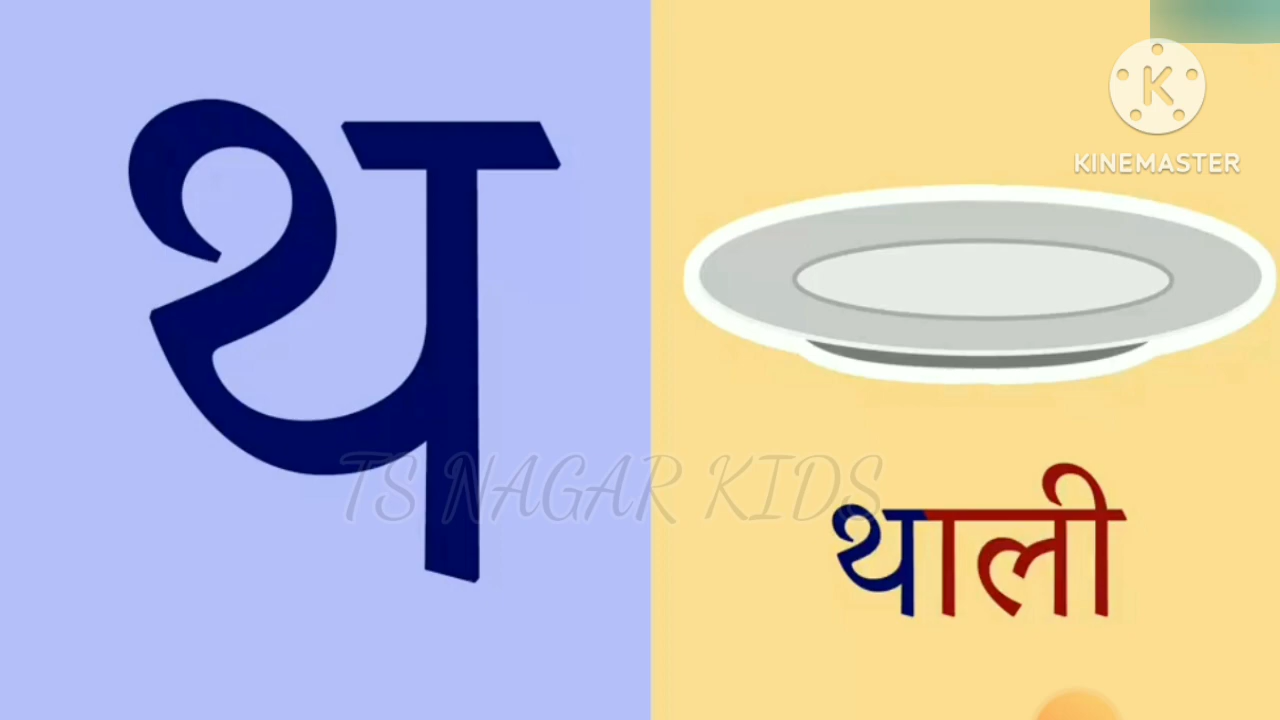 थ
K
KINEMASTER
TS NAGAR KIDS
थाली